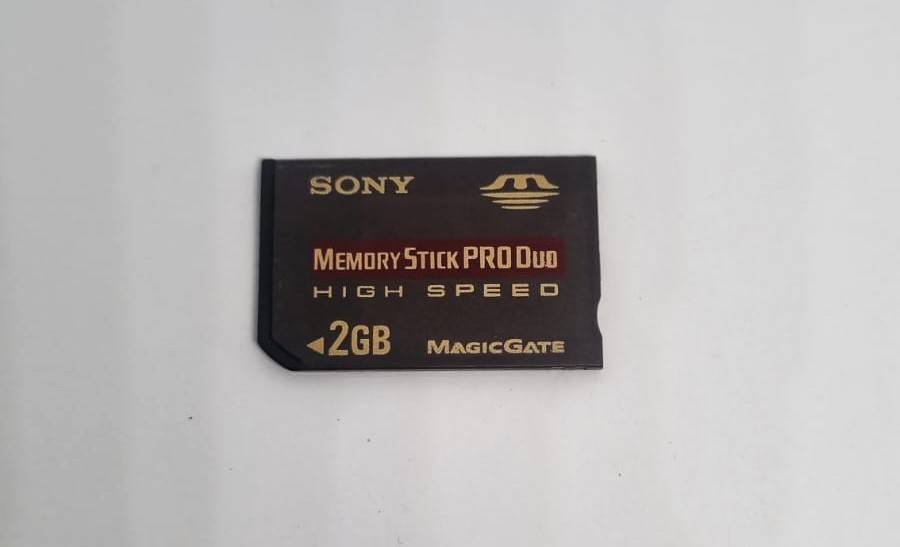 SONY
MEMORY STICK PRO DUO
HIGH SPEED
◄2GB MAGICGATE